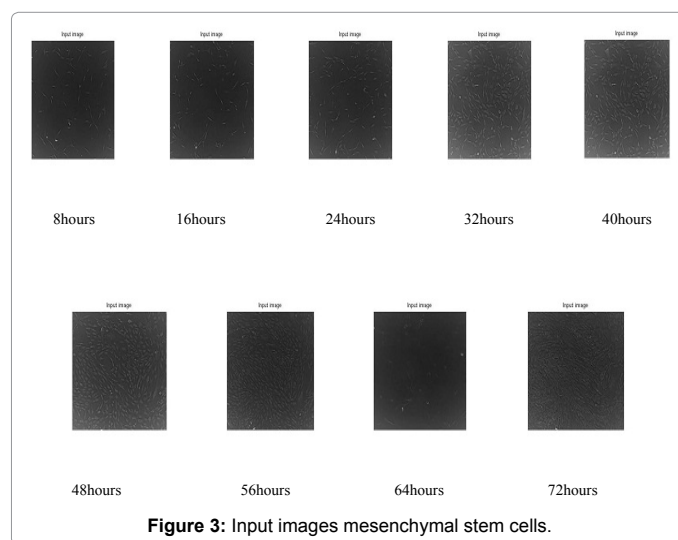 Input image Input image Input image Input image Input image
8hours 16hours 24hours 32hours 40hours
Input image Input image Input image Input image
48hours 56hours 64hours 72hours
Figure 3: Input images mesenchymal stem cells.